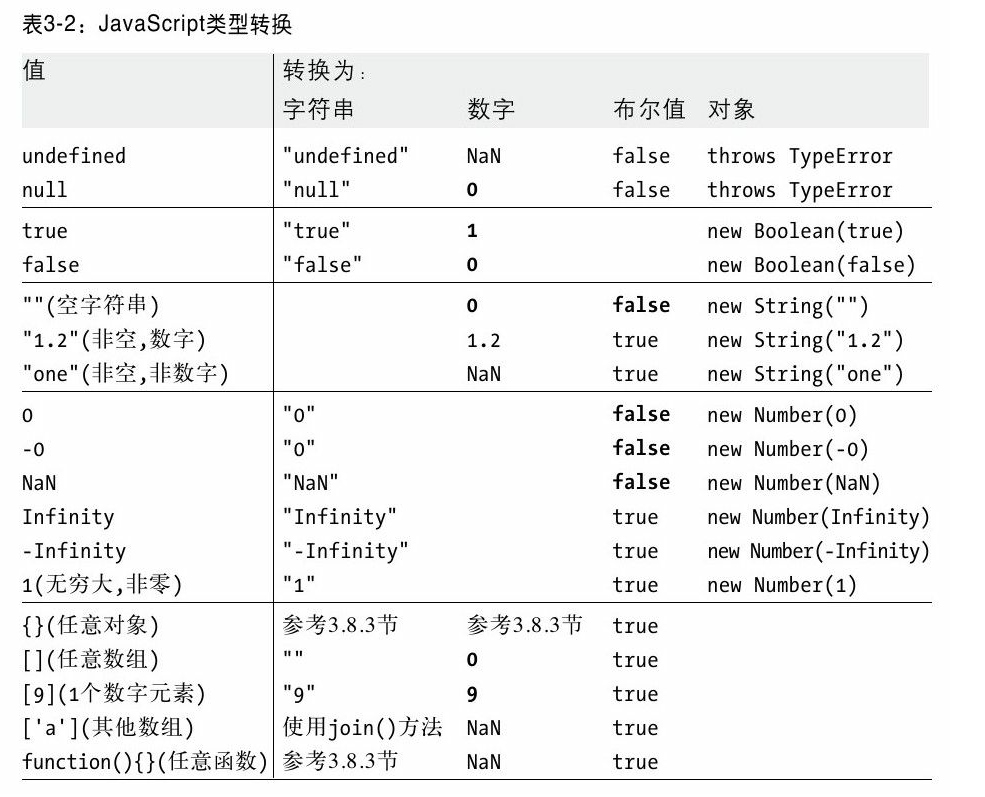 表3-2：JavaScript类型转换
值 转换为：
字符串 数字 布尔值 对象
undefined "undefined" NaN false throws TypeError
null "null" 0 false throws TypeError
true "true" 1 new Boolean(true)
false "false" 0 new Boolean(false)
""(空字符串) 0 false new String("")
"1.2"(非空,数字) 1.2 true new String("1.2")
"one"(非空,非数字) NaN true new String("one")
0 "0" false new Number(0)
-0 "0" false new Number(-0)
NaN "NaN" false new Number(NaN)
Infinity "Infinity" true new Number(Infinity)
-Infinity "-Infinity" true new Number(-Infinity)
1(无穷大,非零) "1" true new Number(1)
{}(任意对象) 参考3.8.3节 参考3.8.3节 true
[](任意数组) "" 0 true
[9](1个数字元素) "9" 9 true
['a'](其他数组) 使用join()方法 NaN true
function(){}(任意函数) 参考3.8.3节 NaN true